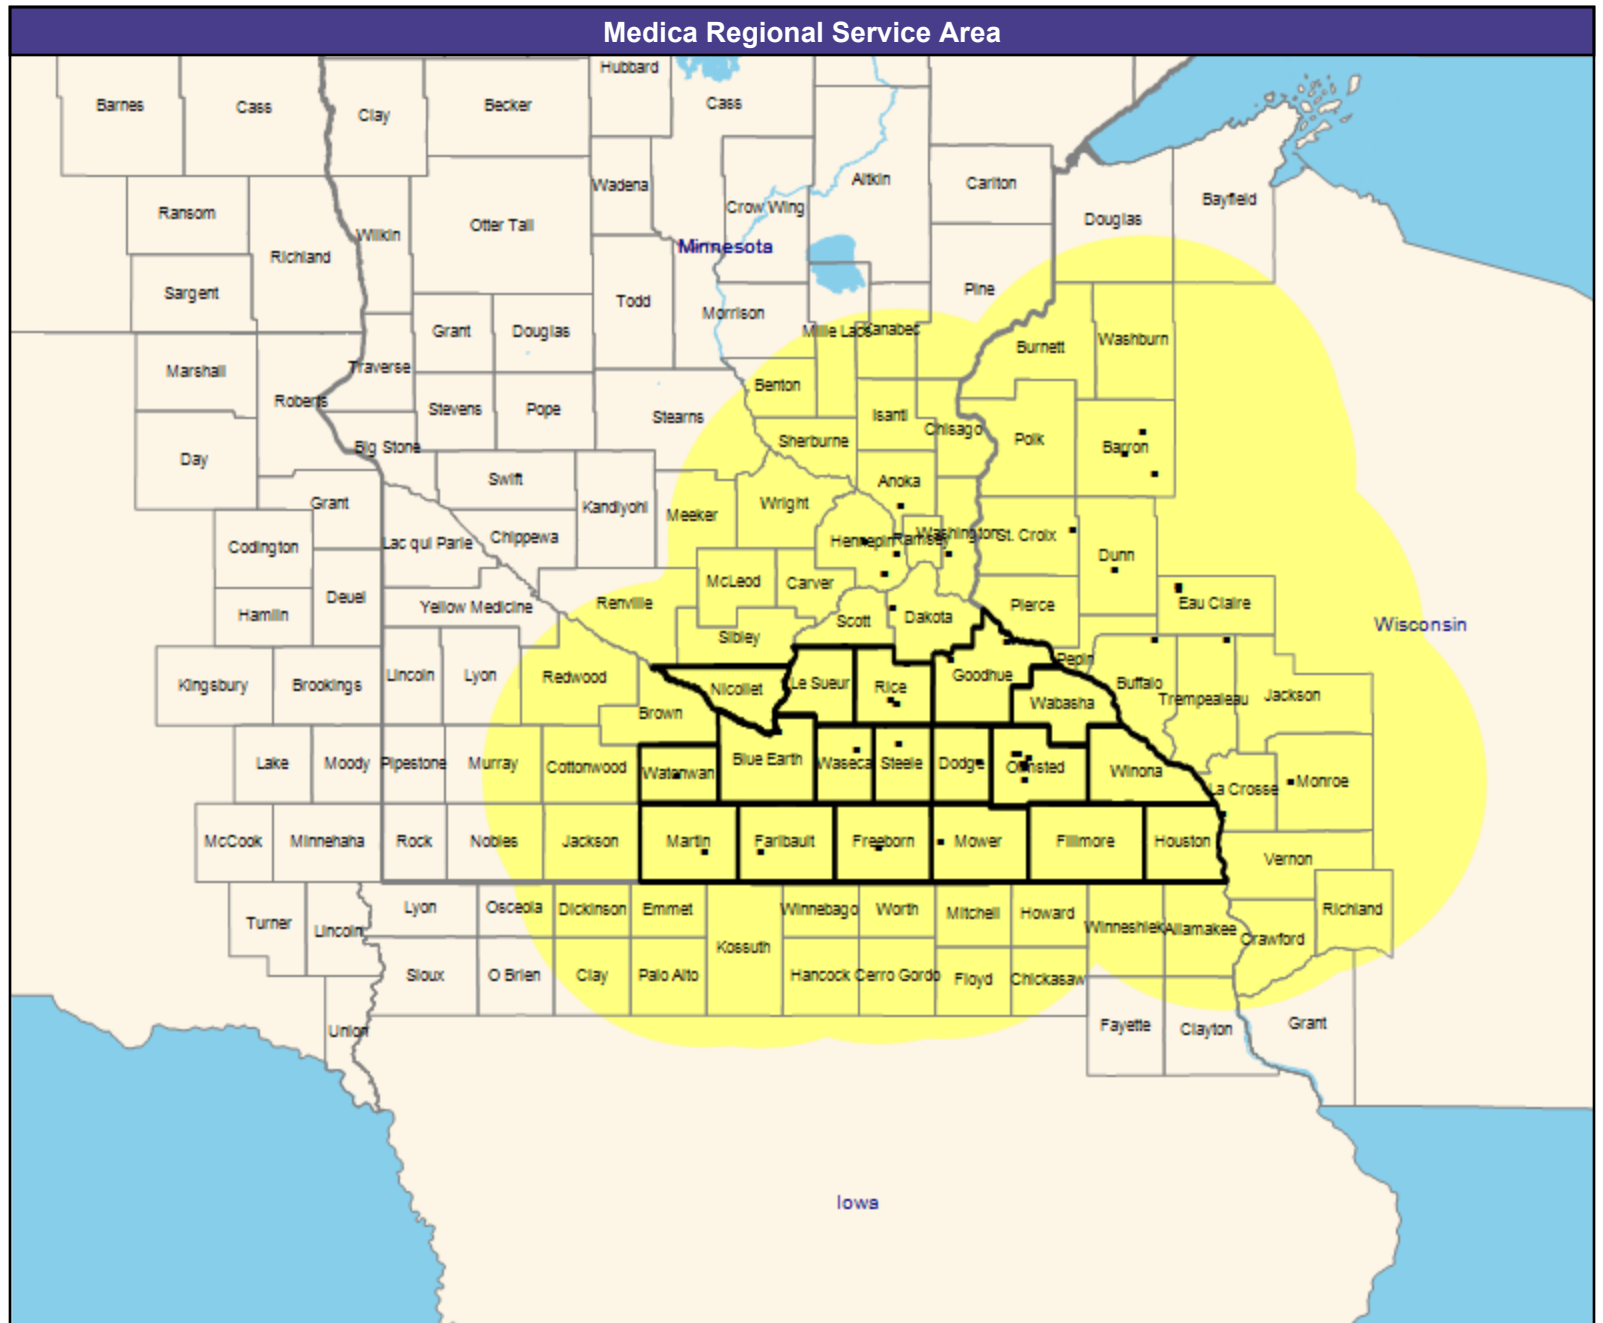 Medica Regional Service Area
Hubbard
Barnes
Cass
Clay
Becker
Cass
Wadena
Aitkin
Carlton
Ransom
Crow Wing
Bayfield
Otter Tail
Douglas
Wilkin
Minnesota
Richland
Sargent
Todd
Morrison
Pine
Grant
Douglas
Mille Lacs
Kanabec
Burnett
Washburn
Marshall
Traverse
Benton
Roberts
Stevens
Pope
Stearns
Isanti
Chisago
Polk
Barron
Big Stone
Sherburne
Day
Swift
Anoka
Grant
Kandiyohi
Meeker
Wright
Codington
Lac qui Parle
Chippewa
Hennepin
Ramsey
Washington
St. Croix
Dunn
Deuel
McLeod
Carver
Hamlin
Yellow Medicine
Renville
Scott
Dakota
Pierce
Eau Claire
Sibley
Wisconsin
Pepin
Kingsbury
Brookings
Lincoln
Lyon
Redwood
Nicollet
Le Sueur
Rice
Goodhue
Buffalo
Trempealeau
Jackson
Brown
Wabasha
Lake
Moody
Pipestone
Murray
Cottonwood
Watonwan
Blue Earth
Waseca
Steele
Dodge
Olmsted
Winona
La Crosse
Monroe
McCook
Minnehaha
Rock
Nobles
Jackson
Martin
Faribault
Freeborn
Mower
Fillmore
Houston
Vernon
Turner
Lincoln
Lyon
Osceola
Dickinson
Emmet
Winnebago
Worth
Mitchell
Howard
Winneshiek
Allamakee
Crawford
Richland
Kossuth
Sioux
O Brien
Clay
Palo Alto
Hancock
Cerro Gordo
Floyd
Chickasaw
Union
Fayette
Clayton
Grant
Iowa